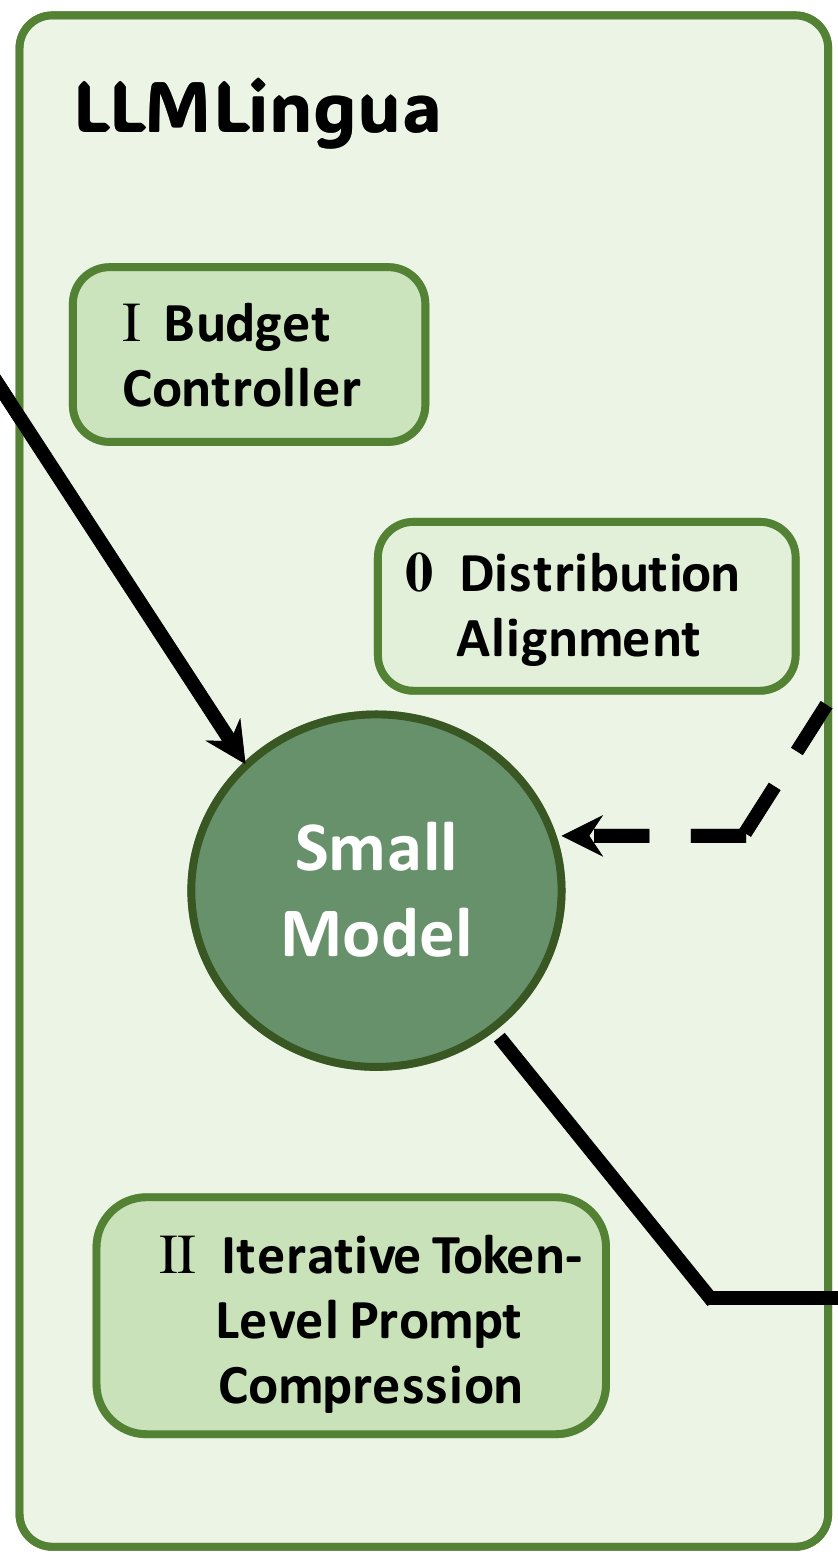 LLMLingua
I Budget
Controller
0 Distribution
Alignment
Small
Model
II Iterative Token-
Level Prompt
Compression